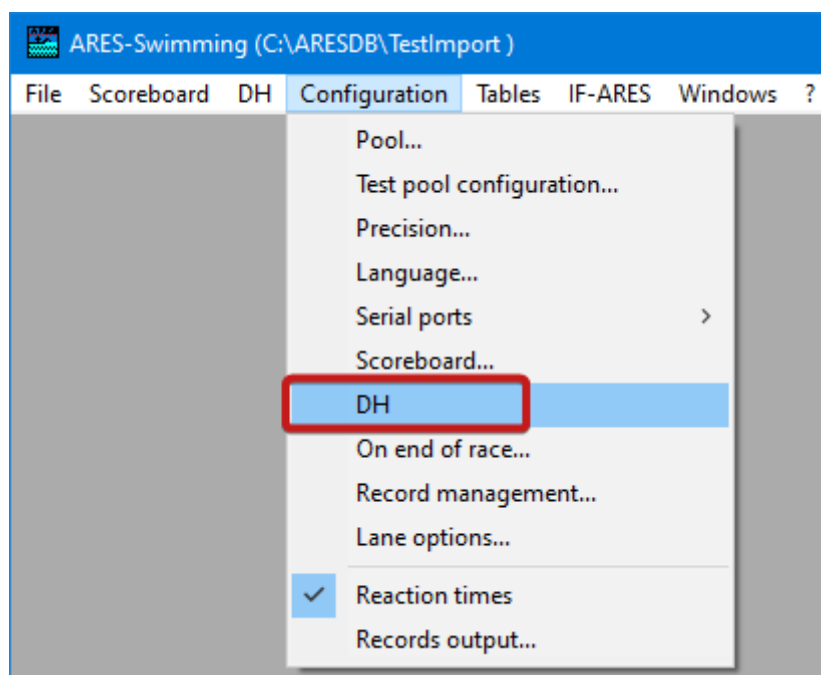 ARES-Swimming (C:\ARESDB\TestImport )
File Scoreboard DH Configuration Tables IF-ARES Windows ?
Pool...
Test pool configuration...
Precision...
Language...
Serial ports
Scoreboard...
DH
On end of race...
Record management...
Lane options...
Reaction times
Records output...